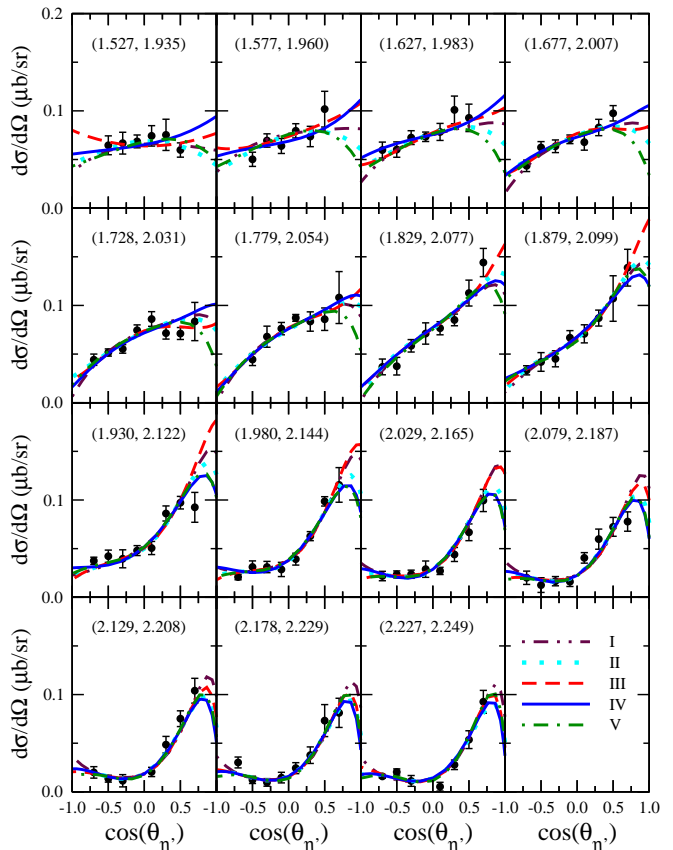 0.2
(1.527, 1.935) (1.577, 1.960) (1.627, 1.983) (1.677, 2.007)
0.1
dσ/dΩ (μb/sr)
0.0
(1.728, 2.031) (1.779, 2.054) (1.829, 2.077) (1.879, 2.099)
0.1
dσ/dΩ (μb/sr)
0.0
(1.930, 2.122) (1.980, 2.144) (2.029, 2.165) (2.079, 2.187)
0.1
dσ/dΩ (μb/sr)
0.0
(2.129, 2.208) (2.178, 2.229) (2.227, 2.249)
I
II
0.1
III
IV
V
dσ/dΩ (μb/sr)
0.0
-1.0 -0.5 0.0 0.5 -1.0 -0.5 0.0 0.5 -1.0 -0.5 0.0 0.5 -1.0 -0.5 0.0 0.5 1.0
cos(θη') cos(θη') cos(θη') cos(θη')